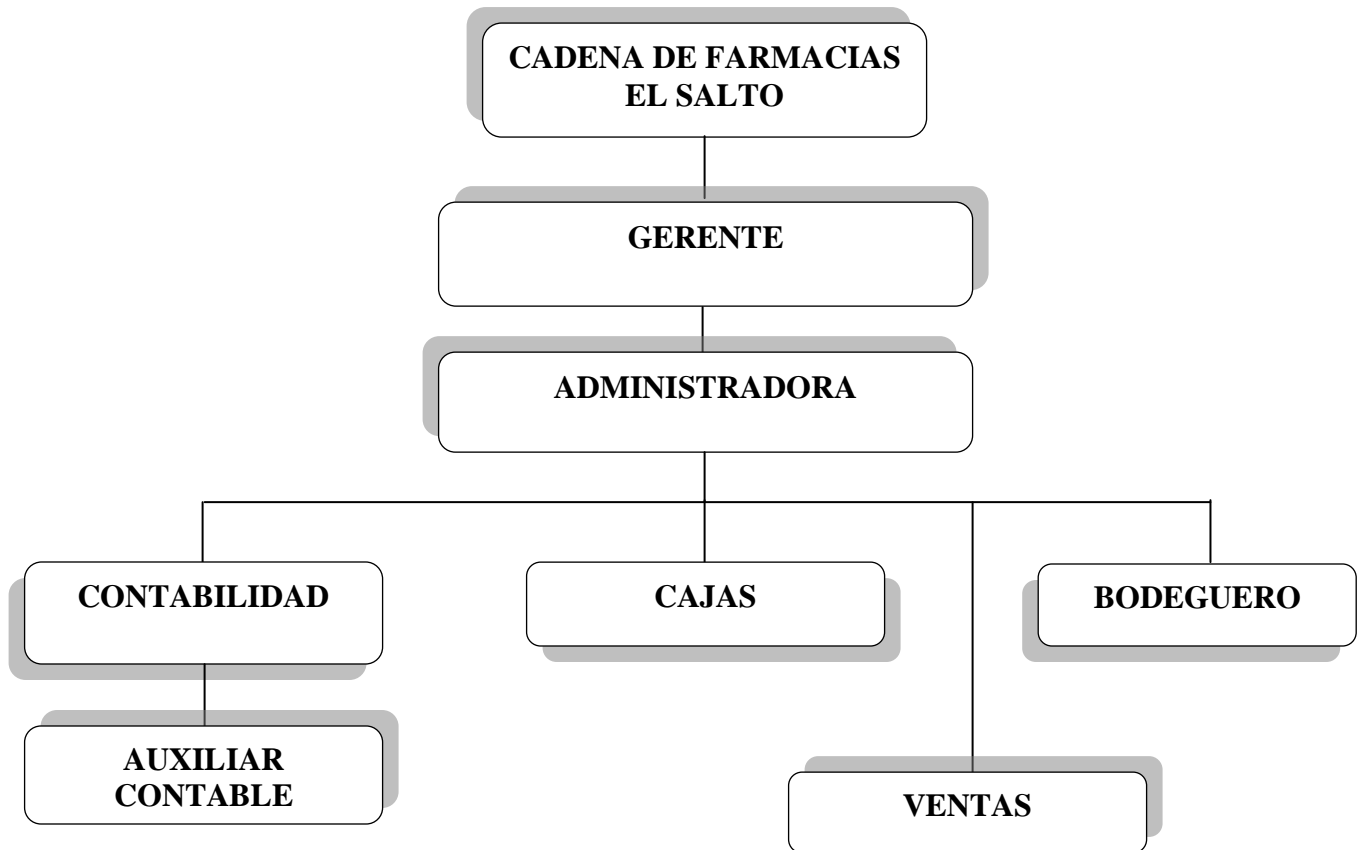 CADENA DE FARMACIAS
EL SALTO
GERENTE
ADMINISTRADORA
CONTABILIDAD
CAJAS
BODEGUERO
AUXILIAR
CONTABLE
VENTAS